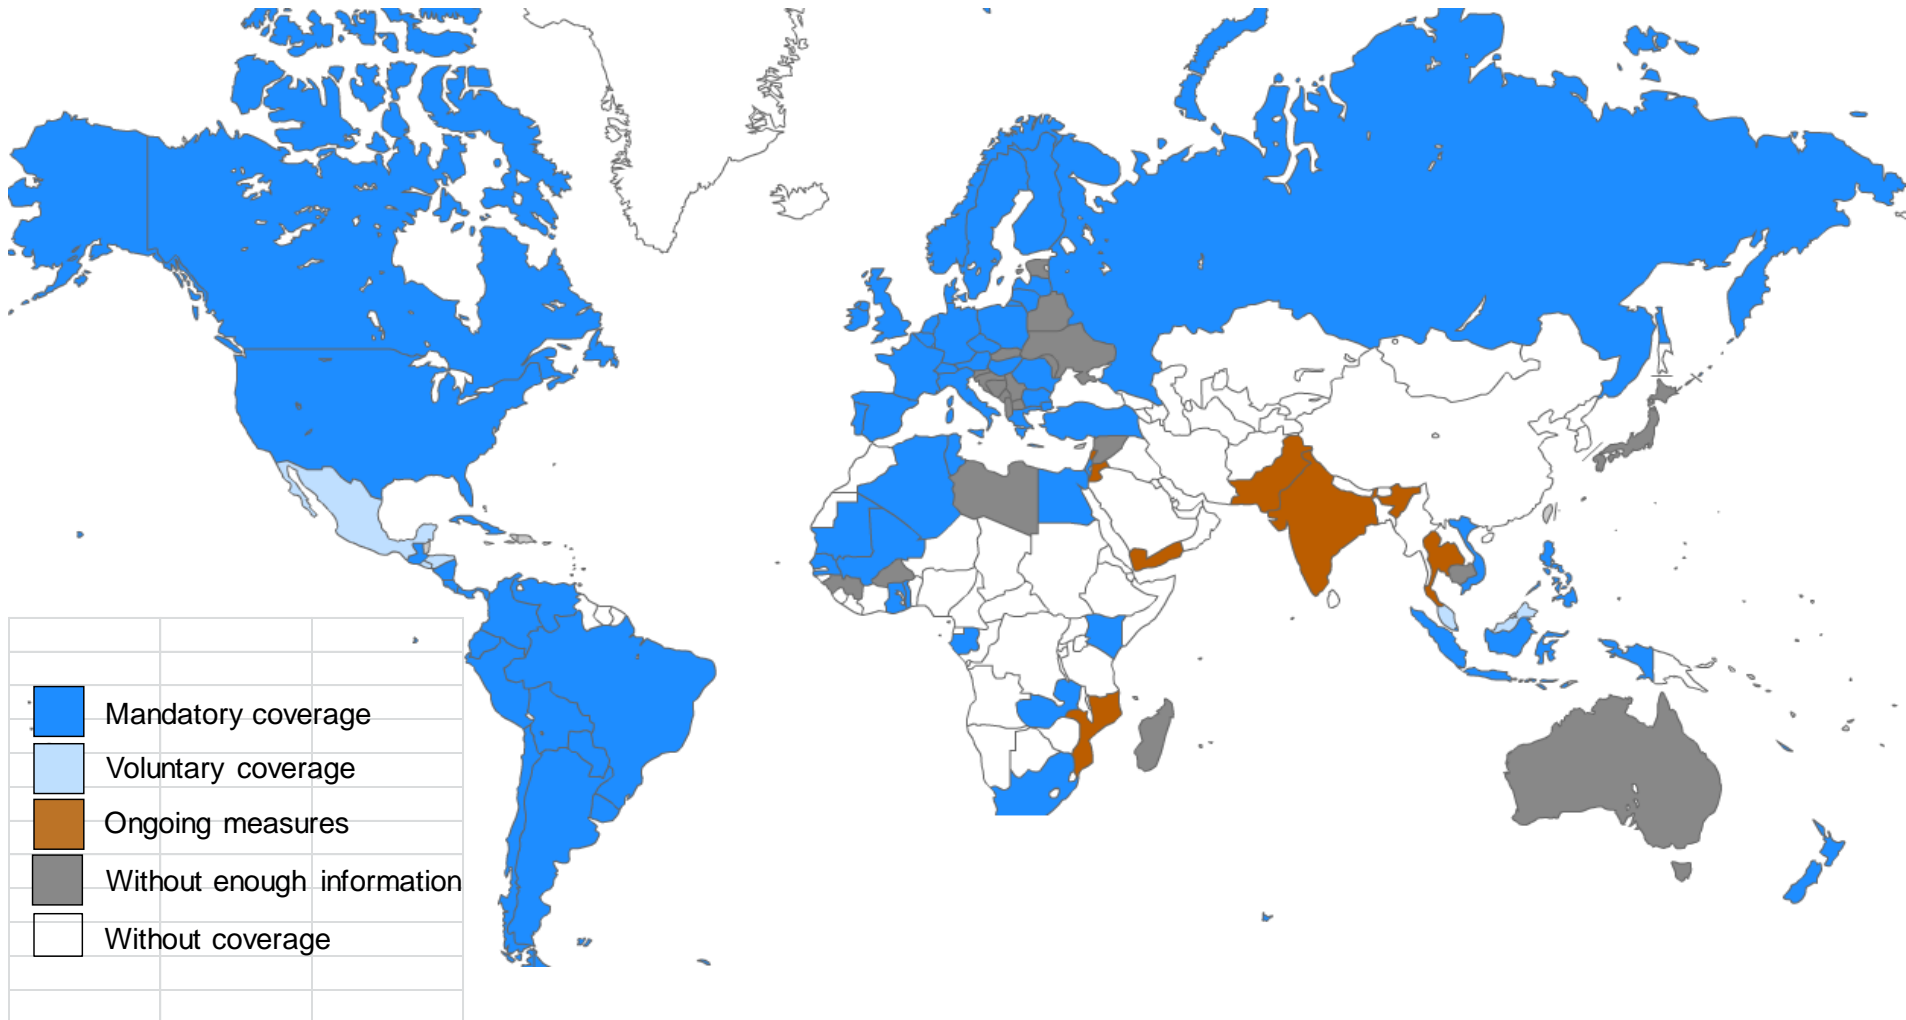 Mandatory coverage
Voluntary coverage
Ongoing measures
Without enough information
Without coverage